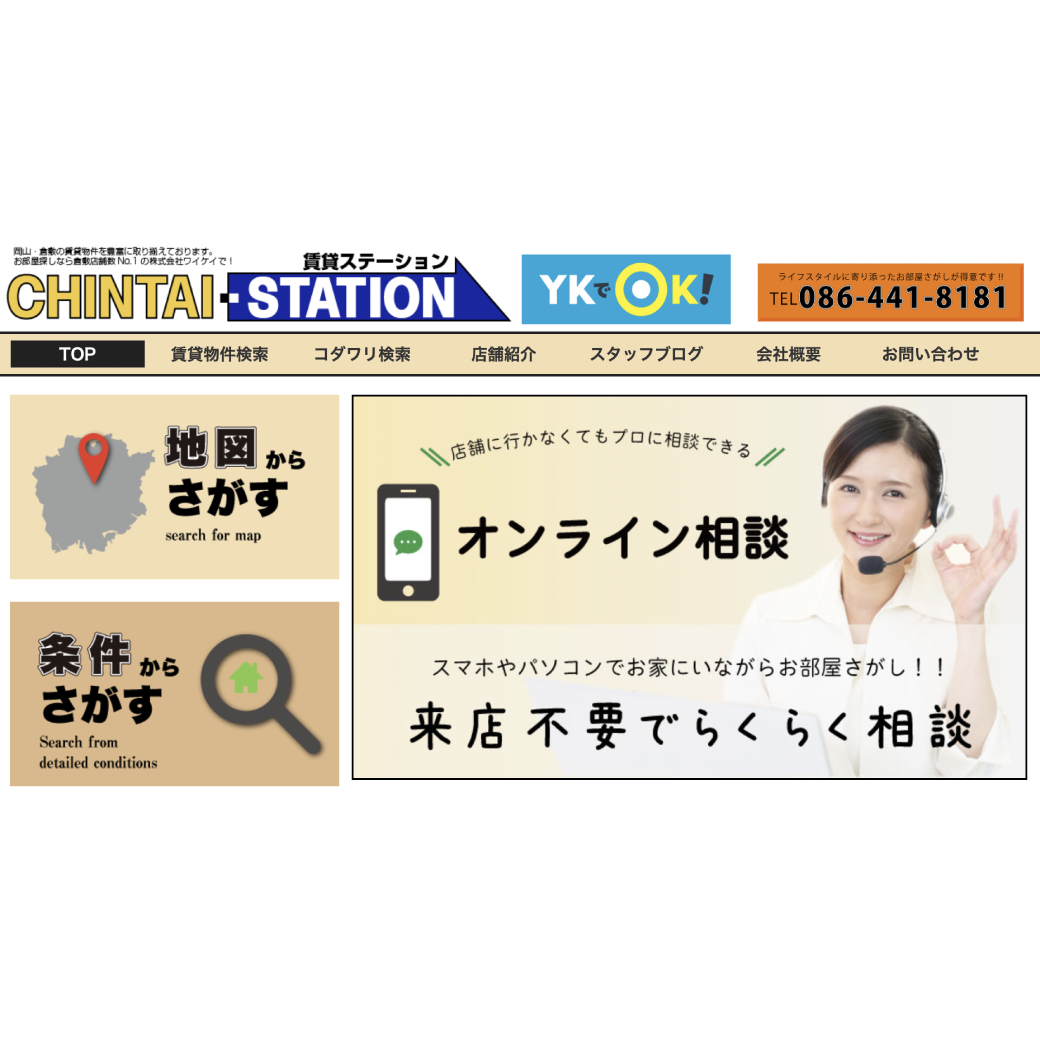 岡山・倉敷の賃貸物件を豊富に取り揃えております。
お部屋探しなら倉敷店舗数No.1の株式会社ワイケイで！
賃貸ステーション
CHINTAI-STATION
YKでOK!
ライフスタイルに寄り添ったお部屋さがしが得意です!!
TEL086-441-8181
TOP 賃貸物件検索 コダワリ検索 店舗紹介 スタッフブログ 会社概要 お問い合わせ
地図から
さがす
search for map
条件から
さがす
Search from
detailed conditions
店舗に行かなくてもプロに相談できる
オンライン相談
スマホやパソコンでお家にいながらお部屋さがし！！
来店不要でらくらく相談